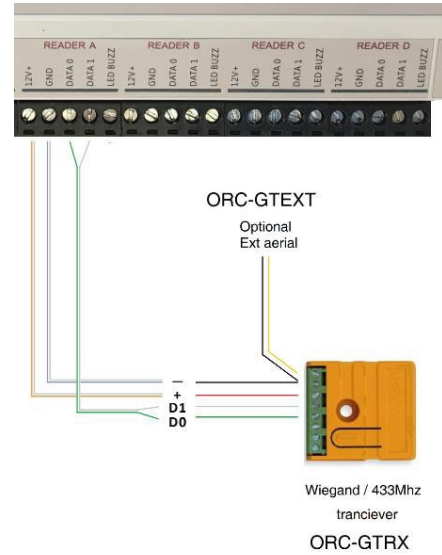 READER A
READER B
READER C
READER D
12V+
GND
DATA 0
DATA 1
LED BUZZ
12V+
GND
DATA 0
DATA 1
LED BUZZ
12V+
GND
DATA 0
DATA 1
LED BUZZ
12V+
GND
DATA 0
DATA 1
LED BUZZ
ORC-GTEXT
Optional
Ext aerial
–
+
D1
D0
Wiegand / 433Mhz
tranciever
ORC-GTRX